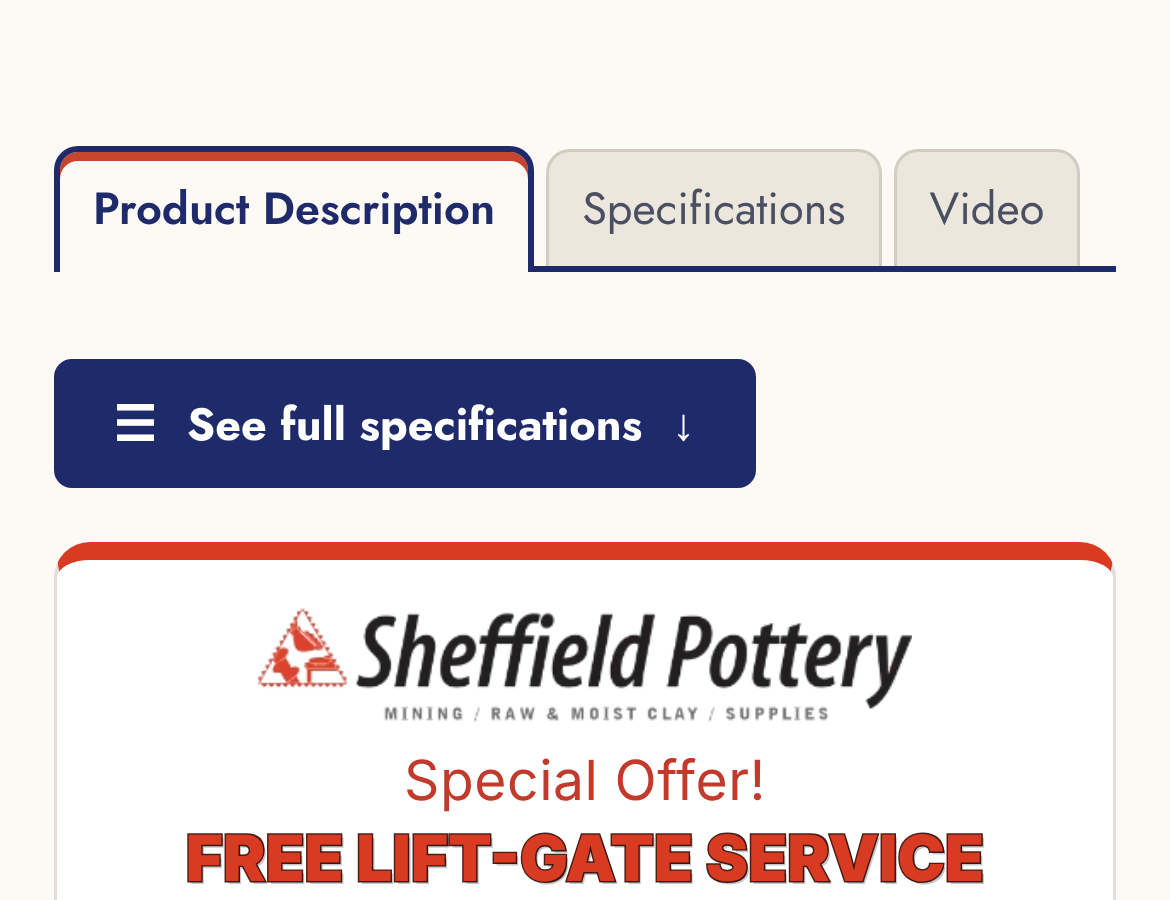 Product Description
Specifications
Video
☰ See full specifications ↓
Sheffield Pottery
MINING / RAW & MOIST CLAY / SUPPLIES
Special Offer!
FREE LIFT-GATE SERVICE